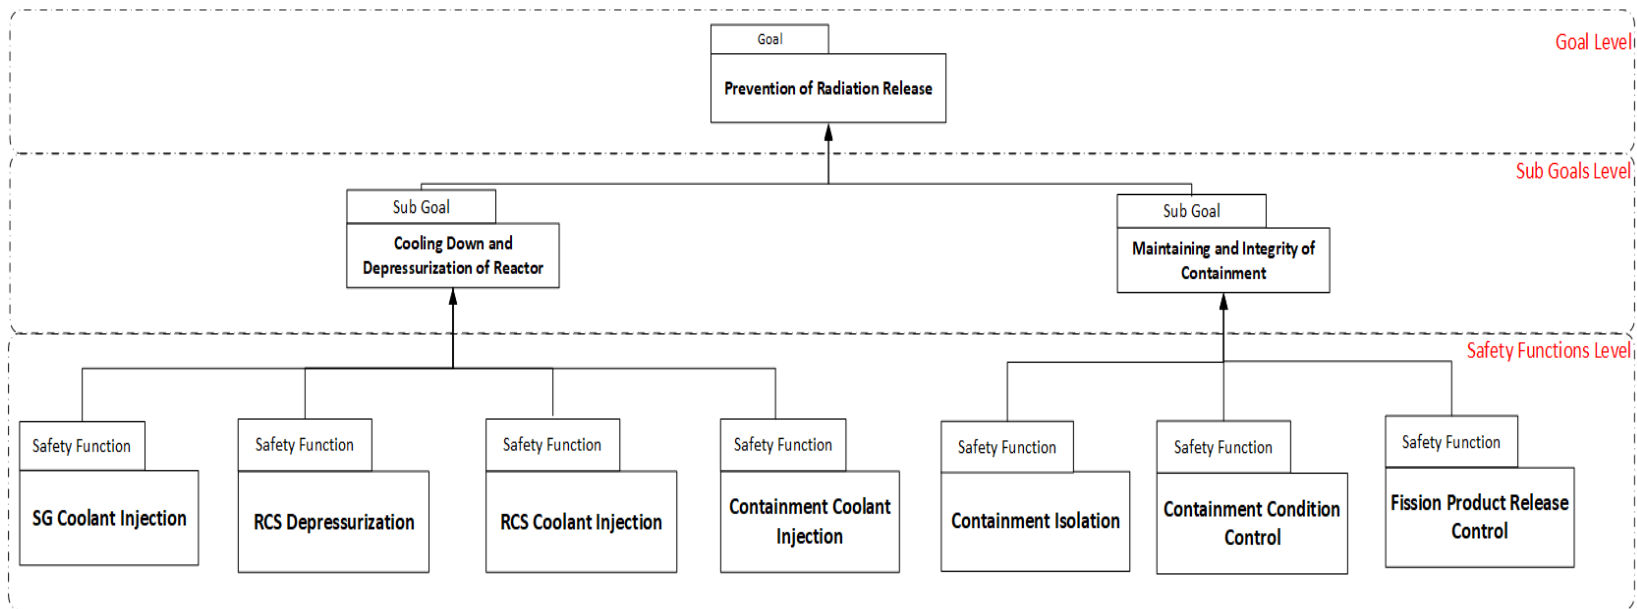 Goal
Goal Level
Prevention of Radiation Release
Sub Goals Level
Sub Goal
Cooling Down and
Depressurization of Reactor
Sub Goal
Maintaining and Integrity of
Containment
Safety Functions Level
Safety Function
SG Coolant Injection
Safety Function
RCS Depressurization
Safety Function
RCS Coolant Injection
Safety Function
Containment Coolant
Injection
Safety Function
Containment Isolation
Safety Function
Containment Condition
Control
Safety Function
Fission Product Release
Control